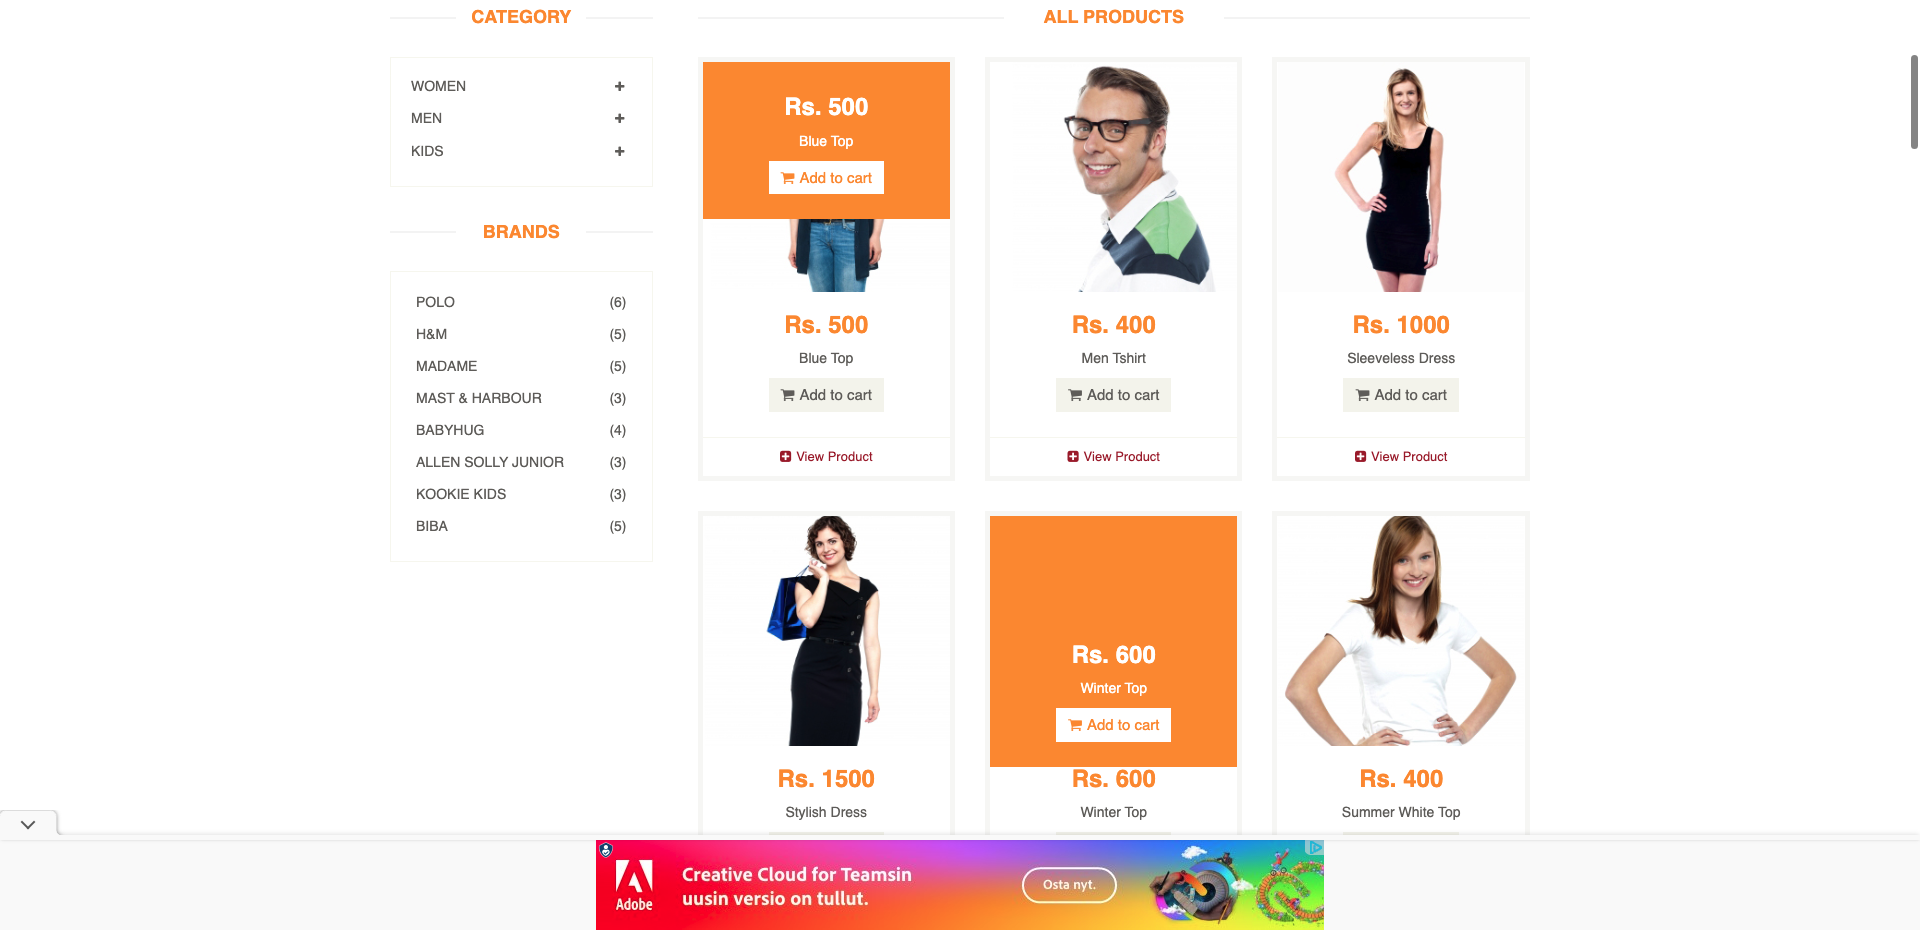 CATEGORY
WOMEN
MEN
KIDS
BRANDS
POLO (6)
H&M (5)
MADAME (5)
MAST & HARBOUR (3)
BABYHUG (4)
ALLEN SOLLY JUNIOR (3)
KOOKIE KIDS (3)
BIBA (5)
ALL PRODUCTS
Rs. 500
Blue Top
Add to cart
Rs. 500
Blue Top
Add to cart
View Product
Rs. 400
Men Tshirt
Add to cart
View Product
Rs. 1000
Sleeveless Dress
Add to cart
View Product
Rs. 1500
Stylish Dress
Rs. 600
Winter Top
Add to cart
Rs. 600
Winter Top
Rs. 400
Summer White Top
Adobe
Creative Cloud for Teamsin
uusin versio on tullut.
Osta nyt.